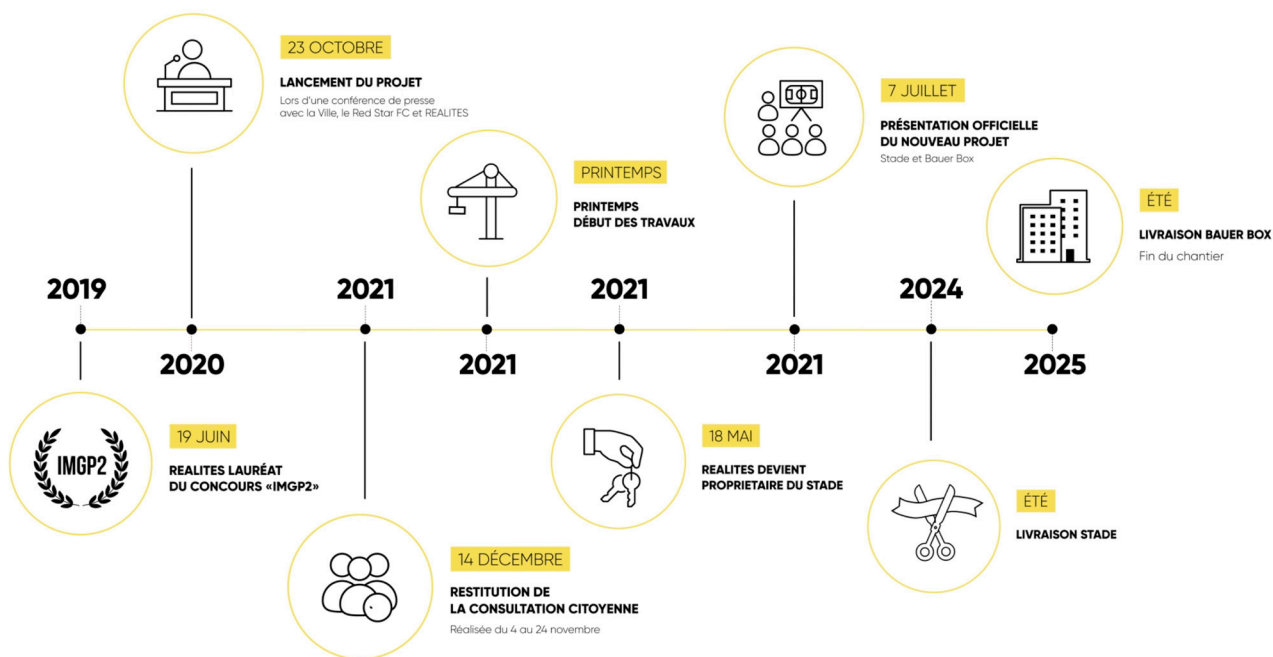 23 OCTOBRE
LANCEMENT DU PROJET
Lors d'une conférence de presse
avec la Ville, le Red Star FC et REALITES
PRINTEMPS
PRINTEMPS
DÉBUT DES TRAVAUX
7 JUILLET
PRÉSENTATION OFFICIELLE
DU NOUVEAU PROJET
Stade et Bauer Box
ÉTÉ
LIVRAISON BAUER BOX
Fin du chantier
2019
2021
2021
2024
2020
2021
2021
2025
IMGP2
19 JUIN
REALITES LAURÉAT
DU CONCOURS «IMGP2»
14 DÉCEMBRE
RESTITUTION DE
LA CONSULTATION CITOYENNE
Réalisée du 4 au 24 novembre
18 MAI
REALITES DEVIENT
PROPRIETAIRE DU STADE
ÉTÉ
LIVRAISON STADE